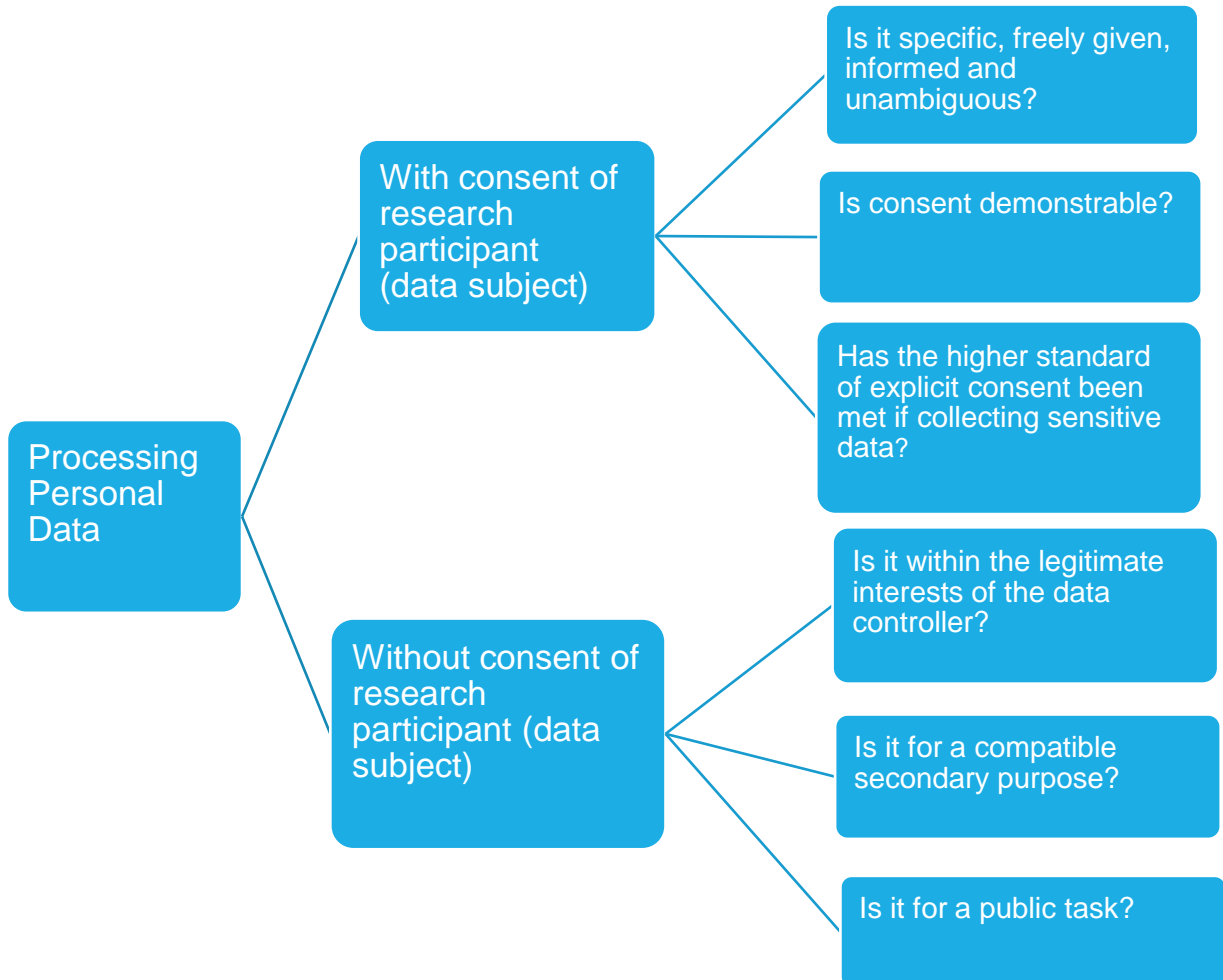 Processing
Personal
Data
With consent of
research
participant
(data subject)
Is it specific, freely given,
informed and
unambiguous?
Is consent demonstrable?
Has the higher standard
of explicit consent been
met if collecting sensitive
data?
Without consent of
research
participant (data
subject)
Is it within the legitimate
interests of the data
controller?
Is it for a compatible
secondary purpose?
Is it for a public task?